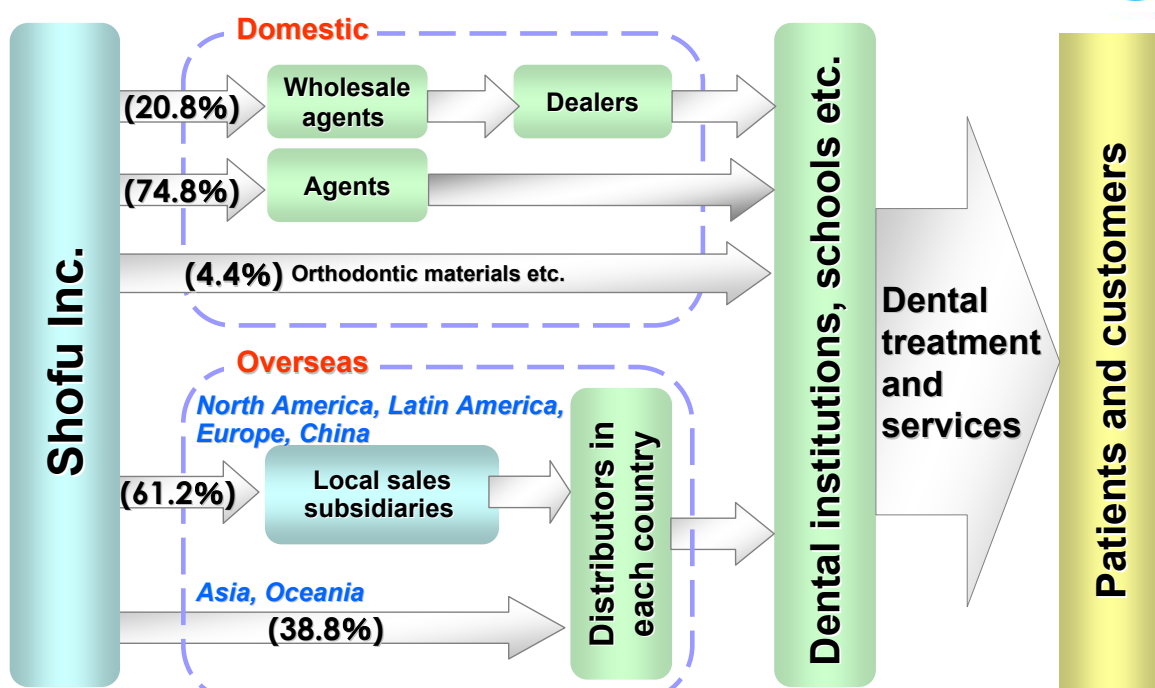 Shofu Inc.
Domestic
(20.8%)
Wholesale
agents
Dealers
(74.8%)
Agents
(4.4%) Orthodontic materials etc.
Overseas
North America, Latin America,
Europe, China
(61.2%)
Local sales
subsidiaries
Asia, Oceania
(38.8%)
Distributors in
each country
Dental institutions, schools etc.
Dental
treatment
and
services
Patients and customers